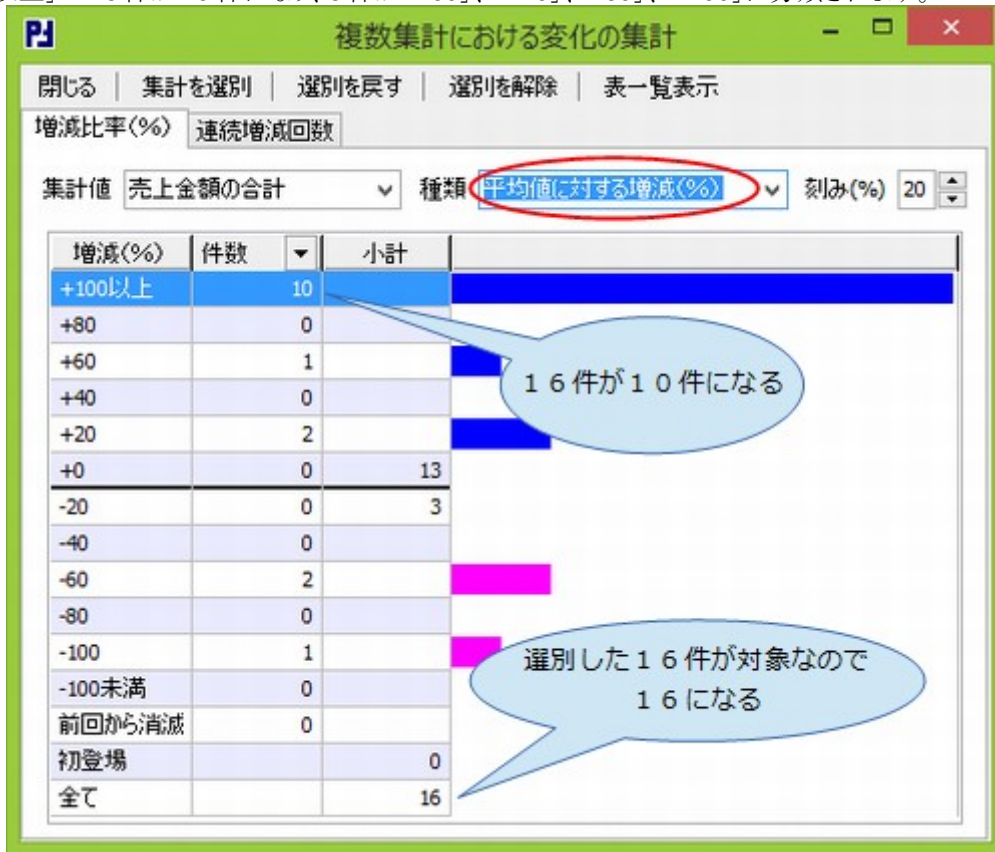 複数集計における変化の集計
閉じる | 集計を選別 | 選別を戻す | 選別を解除 | 表一覧表示
増減比率(%) 連続増減回数
集計値 売上金額の合計 種類 平均値に対する増減(%) 刻み(%) 20
増減(%) 件数 小計
+100以上 10
+80 0
+60 1
+40 0
+20 2
+0 0 13
-20 0 3
-40 0
-60 2
-80 0
-100 1
-100未満 0
前回から消滅 0
初登場 0
全て 16
16件が10件になる
選別した16件が対象なので
16になる